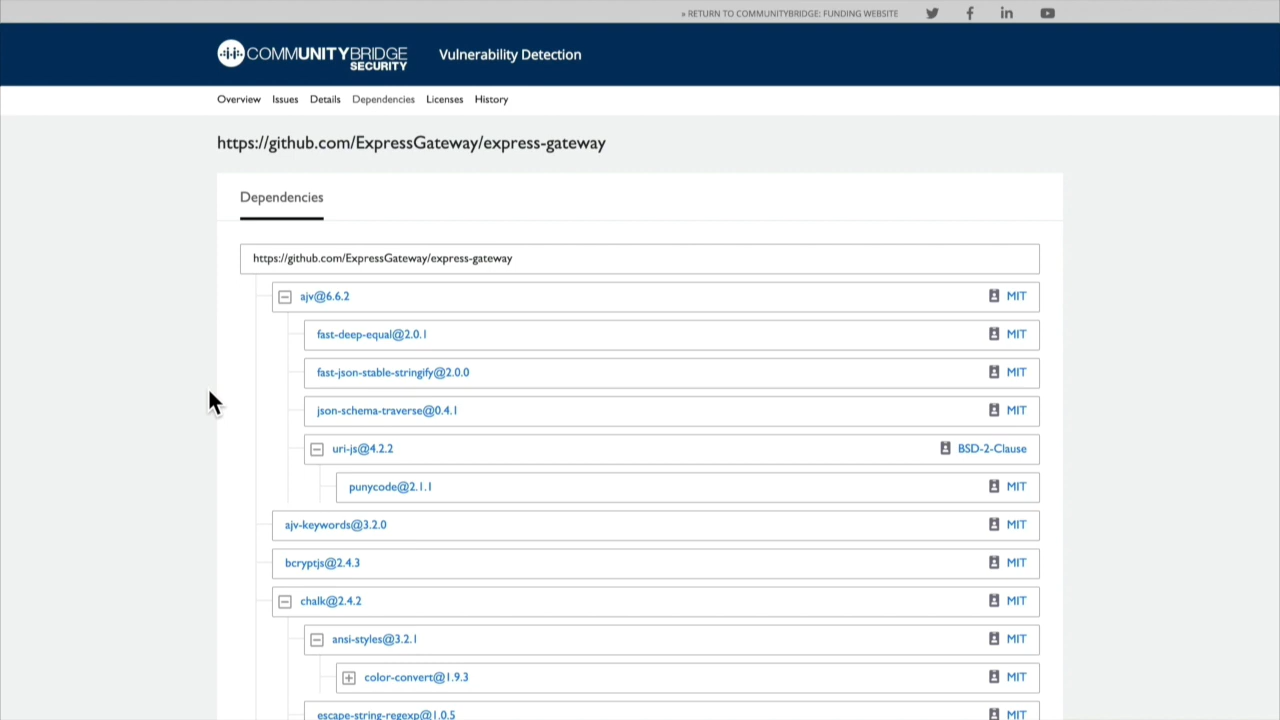 » RETURN TO COMMUNITYBRIDGE: FUNDING WEBSITE
COMMUNITYBRIDGE
SECURITY
Vulnerability Detection
Overview Issues Details Dependencies Licenses History
https://github.com/ExpressGateway/express-gateway
Dependencies
https://github.com/ExpressGateway/express-gateway
ajv@6.6.2 MIT
fast-deep-equal@2.0.1 MIT
fast-json-stable-stringify@2.0.0 MIT
json-schema-traverse@0.4.1 MIT
uri-js@4.2.2 BSD-2-Clause
punycode@2.1.1 MIT
ajv-keywords@3.2.0 MIT
bcryptjs@2.4.3 MIT
chalk@2.4.2 MIT
ansi-styles@3.2.1 MIT
color-convert@1.9.3 MIT
escape-string-regexp@1.0.5 MIT